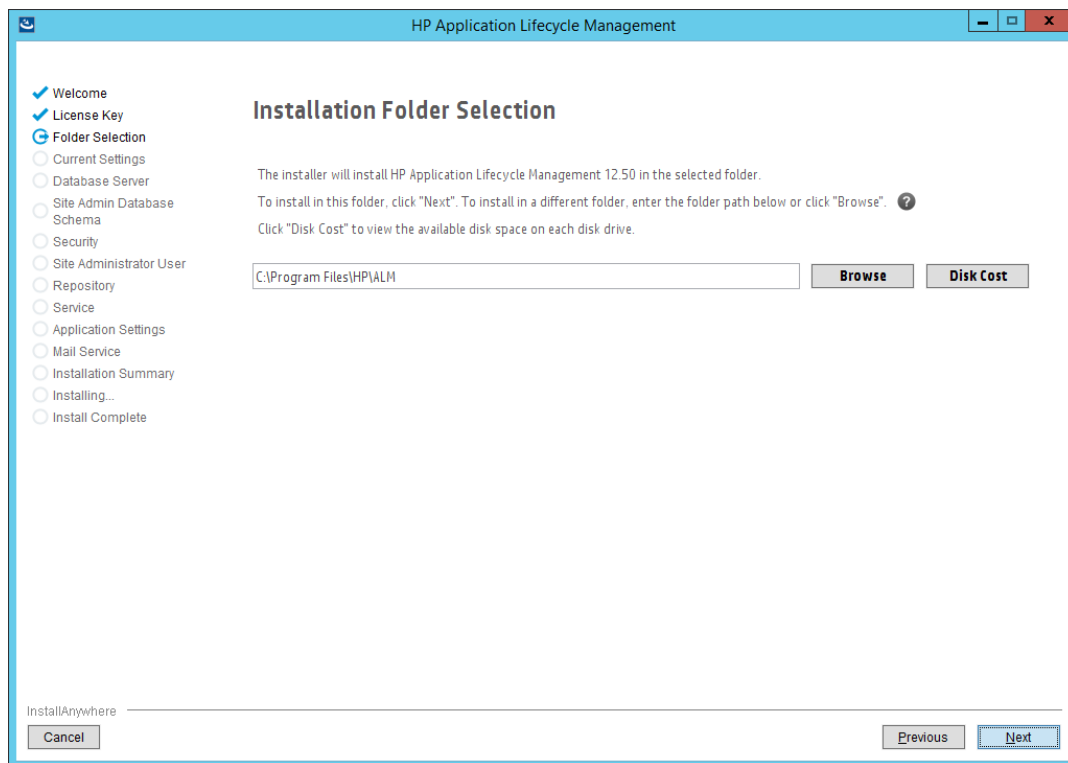 HP Application Lifecycle Management
Welcome
License Key
Folder Selection
Current Settings
Database Server
Site Admin Database
Schema
Security
Site Administrator User
Repository
Service
Application Settings
Mail Service
Installation Summary
Installing...
Install Complete
Installation Folder Selection
The installer will install HP Application Lifecycle Management 12.50 in the selected folder.
To install in this folder, click "Next". To install in a different folder, enter the folder path below or click "Browse". ?
Click "Disk Cost" to view the available disk space on each disk drive.
C:\Program Files\HP\ALM
Browse
Disk Cost
InstallAnywhere
Cancel
Previous
Next